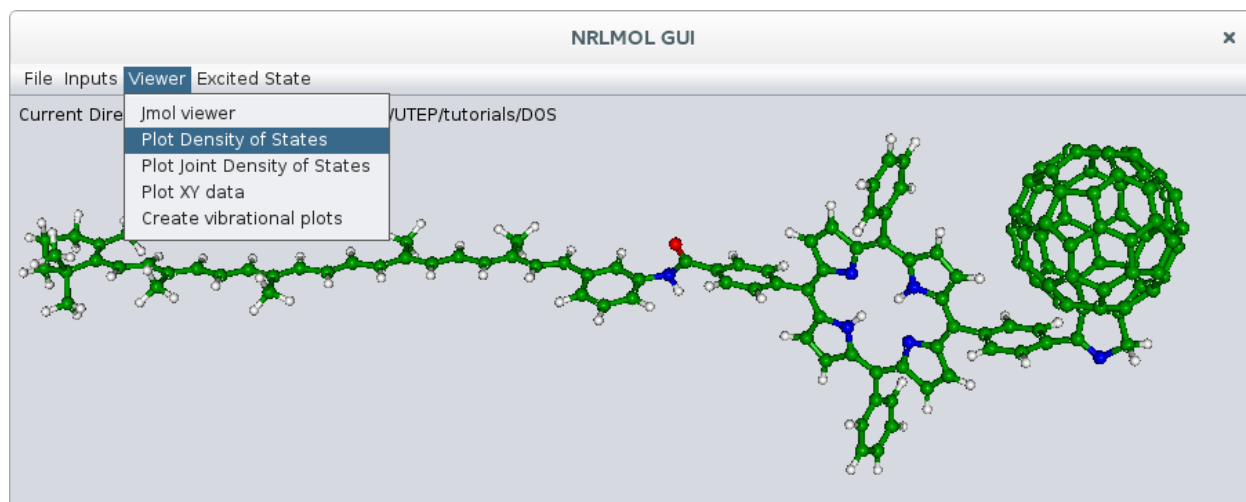 NRLMOL GUI ×
File Inputs Viewer Excited State
Current Dire /UTEP/tutorials/DOS
Jmol viewer
Plot Density of States
Plot Joint Density of States
Plot XY data
Create vibrational plots